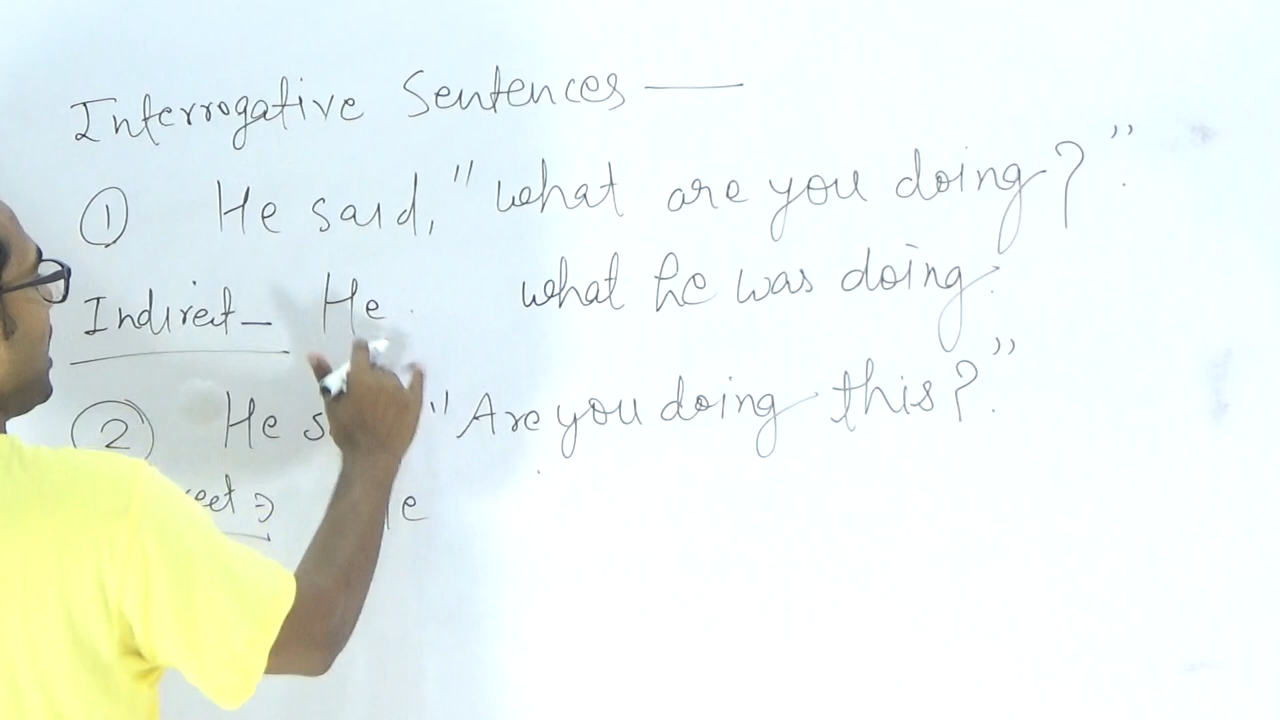 Interrogative Sentences —
① He said, "what are you doing?"
Indirect — He what he was doing.
② He "Are you doing this?"